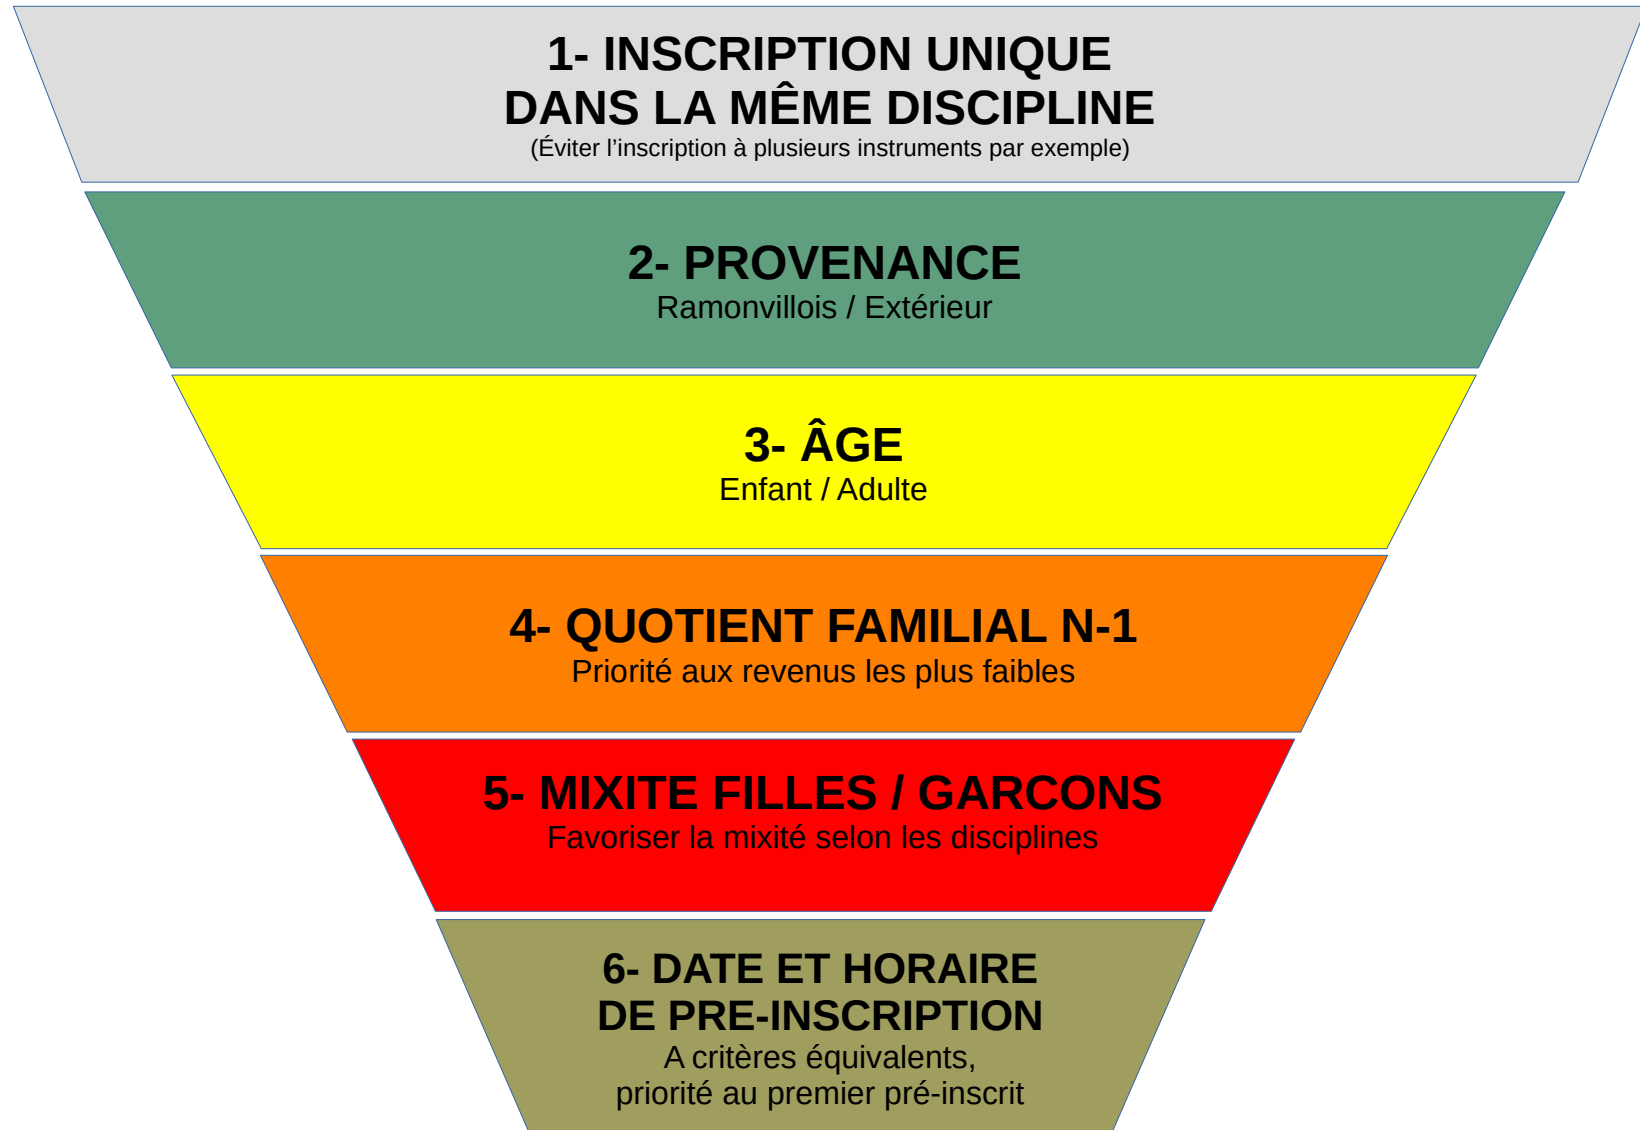 1- INSCRIPTION UNIQUE
DANS LA MÊME DISCIPLINE
(Éviter l’inscription à plusieurs instruments par exemple)
2- PROVENANCE
Ramonvillois / Extérieur
3- ÂGE
Enfant / Adulte
4- QUOTIENT FAMILIAL N-1
Priorité aux revenus les plus faibles
5- MIXITE FILLES / GARCONS
Favoriser la mixité selon les disciplines
6- DATE ET HORAIRE
DE PRE-INSCRIPTION
A critères équivalents,
priorité au premier pré-inscrit